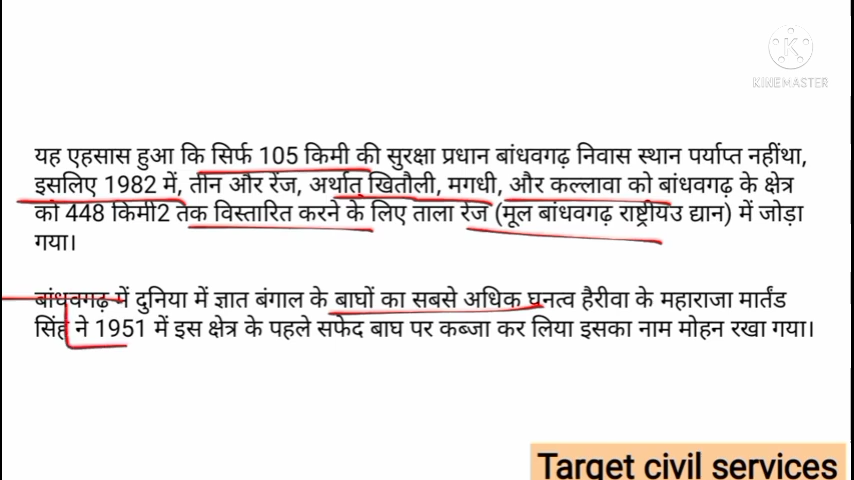 KINEMASTER
यह एहसास हुआ कि सिर्फ 105 किमी की सुरक्षा प्रधान बांधवगढ़ निवास स्थान पर्याप्त नहींथा,
इसलिए 1982 में, तीन और रेंज, अर्थात् खितौली, मगधी, और कल्लावा को बांधवगढ़ के क्षेत्र
को 448 किमी2 तक विस्तारित करने के लिए ताला रेंज (मूल बांधवगढ़ राष्ट्रीयउ द्यान) में जोड़ा
गया।
बांधवगढ़ में दुनिया में ज्ञात बंगाल के बाघों का सबसे अधिक घनत्व हैरीवा के महाराजा मार्तंड
सिंह ने 1951 में इस क्षेत्र के पहले सफेद बाघ पर कब्जा कर लिया इसका नाम मोहन रखा गया।
Target civil services